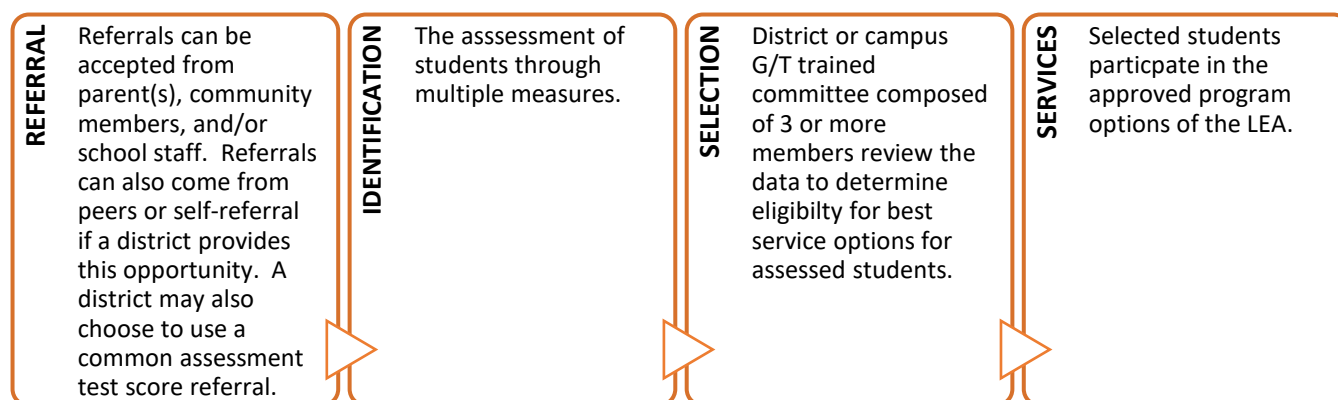 REFERRAL
Referrals can be
accepted from
parent(s), community
members, and/or
school staff.  Referrals
can also come from
peers or self-referral
if a district provides
this opportunity.  A
district may also
choose to use a
common assessment
test score referral.
IDENTIFICATION
The asssessment of
students through
multiple measures.
SELECTION
District or campus
G/T trained
committee composed
of 3 or more
members review the
data to determine
eligibilty for best
service options for
assessed students.
SERVICES
Selected students
particpate in the
approved program
options of the LEA.